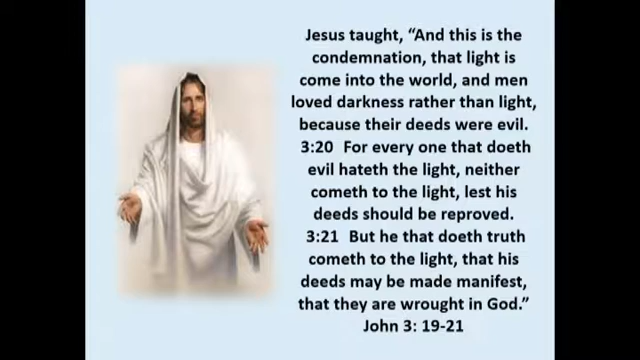 Jesus taught, “And this is the
condemnation, that light is
come into the world, and men
loved darkness rather than light,
because their deeds were evil.
3:20  For every one that doeth
evil hateth the light, neither
cometh to the light, lest his
deeds should be reproved.
3:21  But he that doeth truth
cometh to the light, that his
deeds may be made manifest,
that they are wrought in God.”
John 3: 19-21